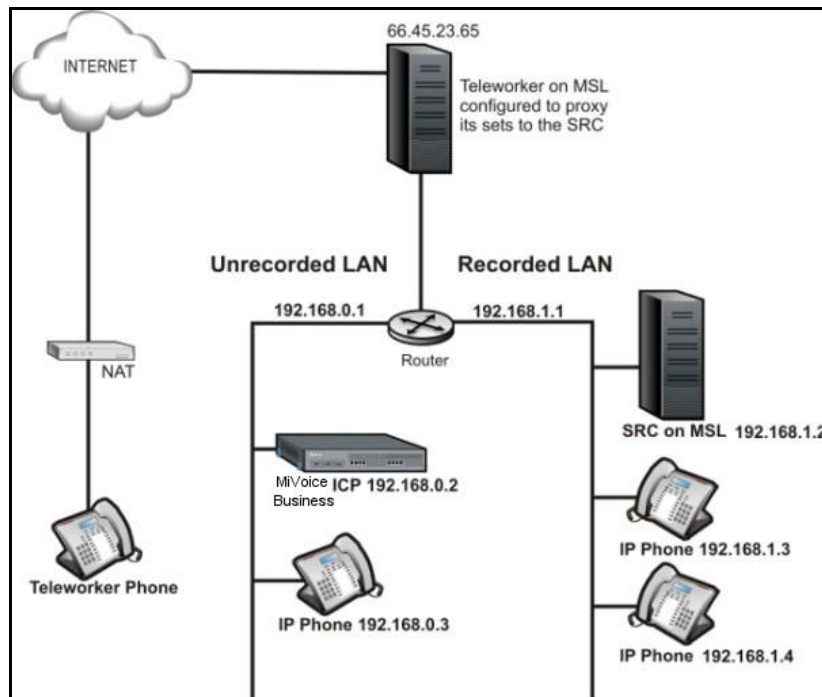 66.45.23.65
INTERNET
Teleworker on MSL
configured to proxy
its sets to the SRC
Unrecorded LAN
Recorded LAN
192.168.0.1
192.168.1.1
Router
NAT
SRC on MSL 192.168.1.2
MiVoice
Business
ICP 192.168.0.2
IP Phone 192.168.1.3
Teleworker Phone
IP Phone 192.168.0.3
IP Phone 192.168.1.4